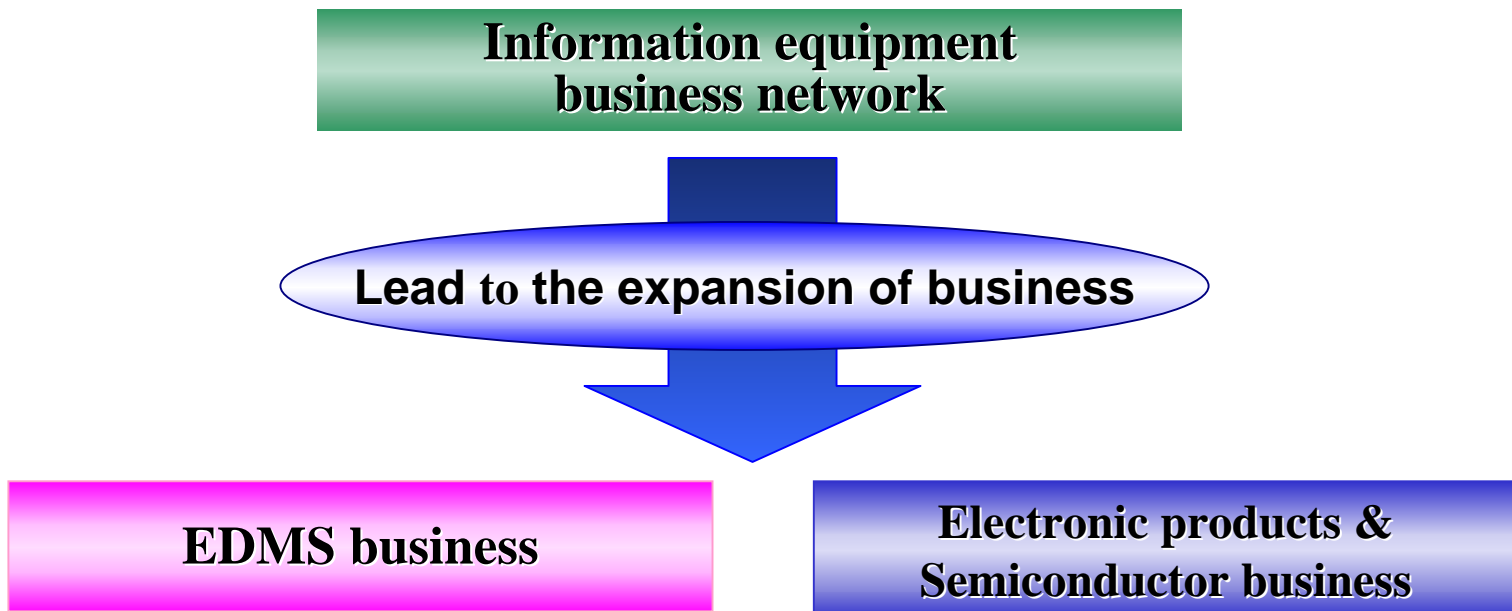 Information equipment
business network
Lead to the expansion of business
EDMS business
Electronic products &
Semiconductor business